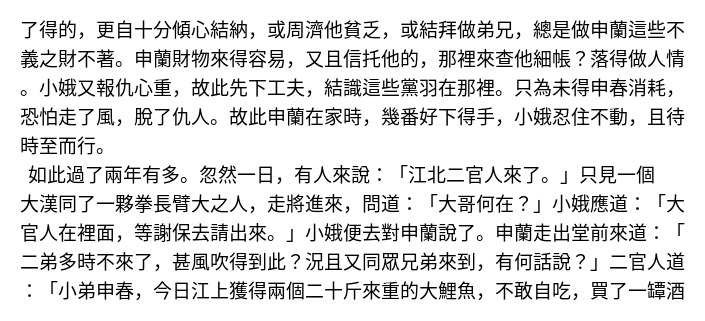 了得的，更自十分傾心結納，或周濟他貧乏，或結拜做弟兄，總是做申蘭這些不
義之財不著。申蘭財物來得容易，又且信托他的，那裡來查他細帳？落得做人情
。小娥又報仇心重，故此先下工夫，結識這些黨羽在那裡。只為未得申春消耗，
恐怕走了風，脫了仇人。故此申蘭在家時，幾番好下得手，小娥忍住不動，且待
時至而行。
如此過了兩年有多。忽然一日，有人來說：「江北二官人來了。」只見一個
大漢同了一夥拳長臂大之人，走將進來，問道：「大哥何在？」小娥應道：「大
官人在裡面，等謝保去請出來。」小娥便去對申蘭說了。申蘭走出堂前來道：「
二弟多時不來了，甚風吹得到此？況且又同眾兄弟來到，有何話說？」二官人道
：「小弟申春，今日江上獲得兩個二十斤來重的大鯉魚，不敢自吃，買了一罈酒